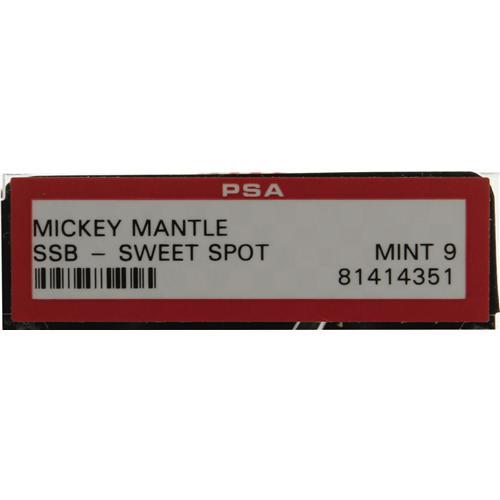 PSA
MICKEY MANTLE
SSB – SWEET SPOT MINT 9
81414351